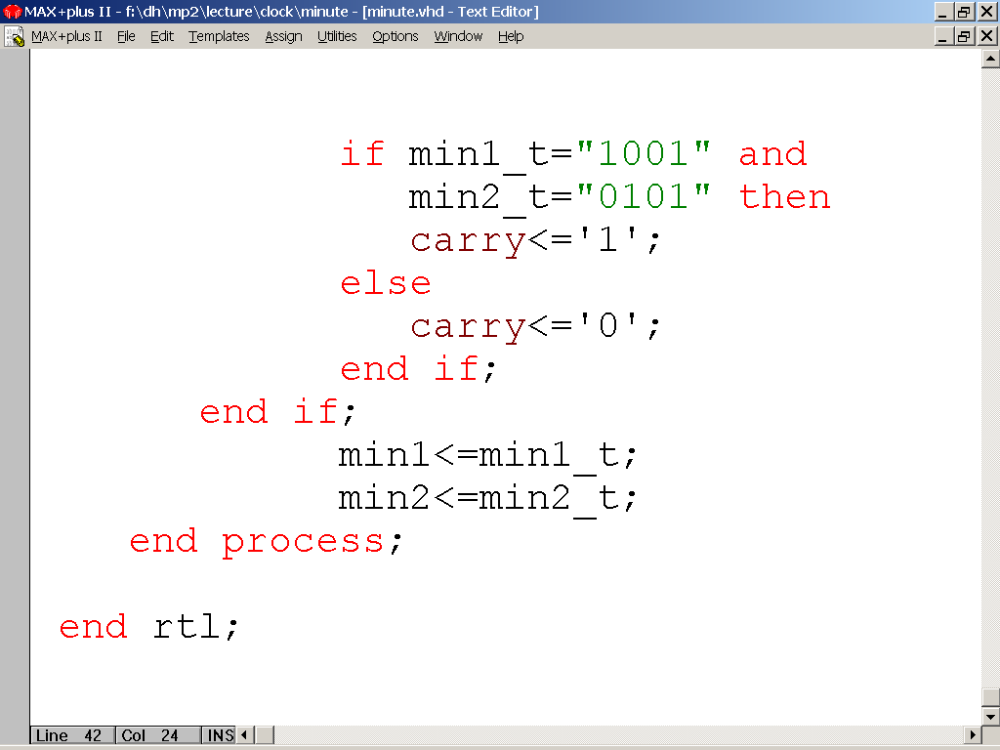 MAX+plus II - f:\dh\mp2\lecture\clock\minute - [minute.vhd - Text Editor]
MAX+plus II File Edit Templates Assign Utilities Options Window Help
if min1_t="1001" and
min2_t="0101" then
carry<='1';
else
carry<='0';
end if;
end if;
min1<=min1_t;
min2<=min2_t;
end process;
end rtl;
Line 42 Col 24 INS